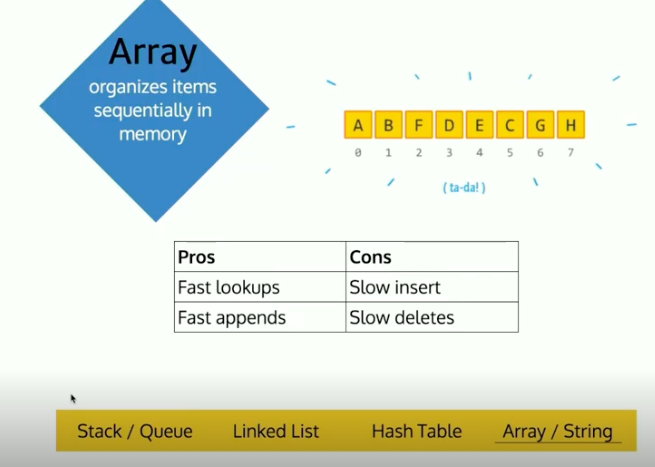 Array
organizes items
sequentially in
memory
A B F D E C G H
0 1 2 3 4 5 6 7
( ta-da! )
Pros Cons
Fast lookups Slow insert
Fast appends Slow deletes
Stack / Queue Linked List Hash Table Array / String